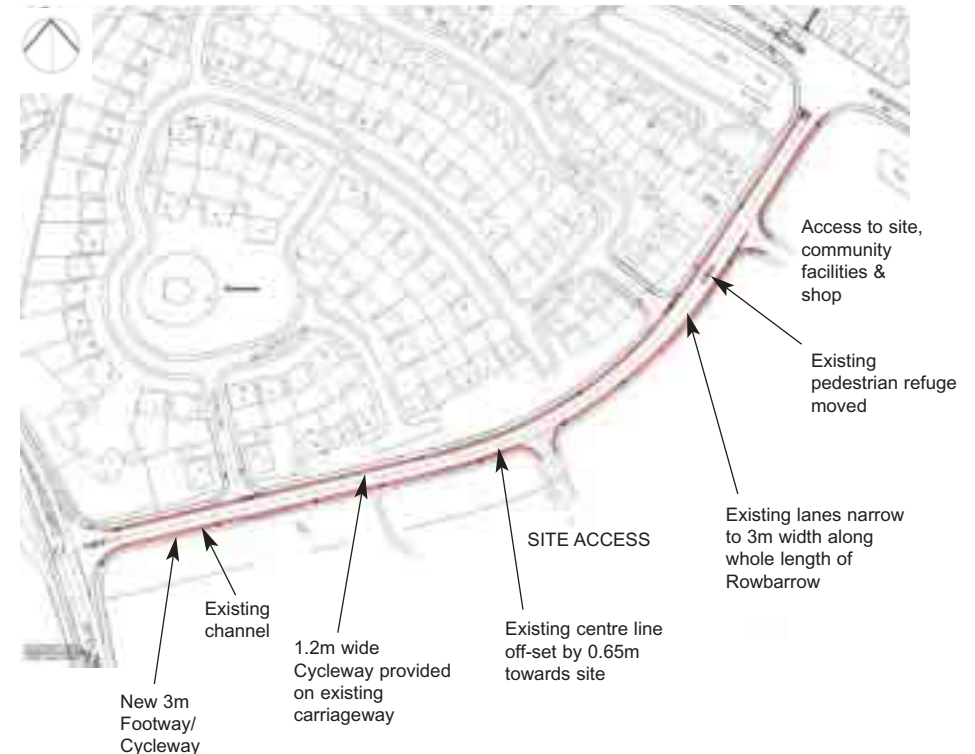 Access to site,
community
facilities &
shop
Existing
pedestrian refuge
moved
Existing lanes narrow
to 3m width along
whole length of
Rowbarrow
SITE ACCESS
Existing centre line
off-set by 0.65m
towards site
1.2m wide
Cycleway provided
on existing
carriageway
Existing
channel
New 3m
Footway/
Cycleway